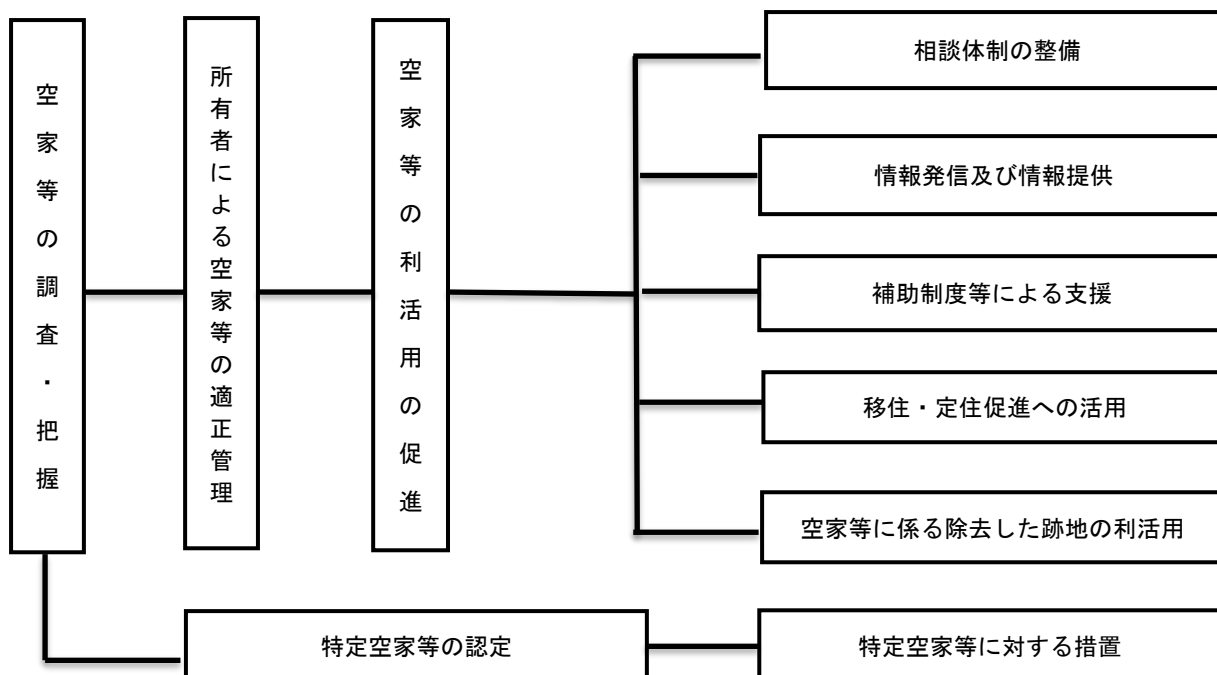 空家等の調査・把握
所有者による空家等の適正管理
空家等の利活用の促進
相談体制の整備
情報発信及び情報提供
補助制度等による支援
移住・定住促進への活用
空家等に係る除去した跡地の利活用
特定空家等の認定
特定空家等に対する措置